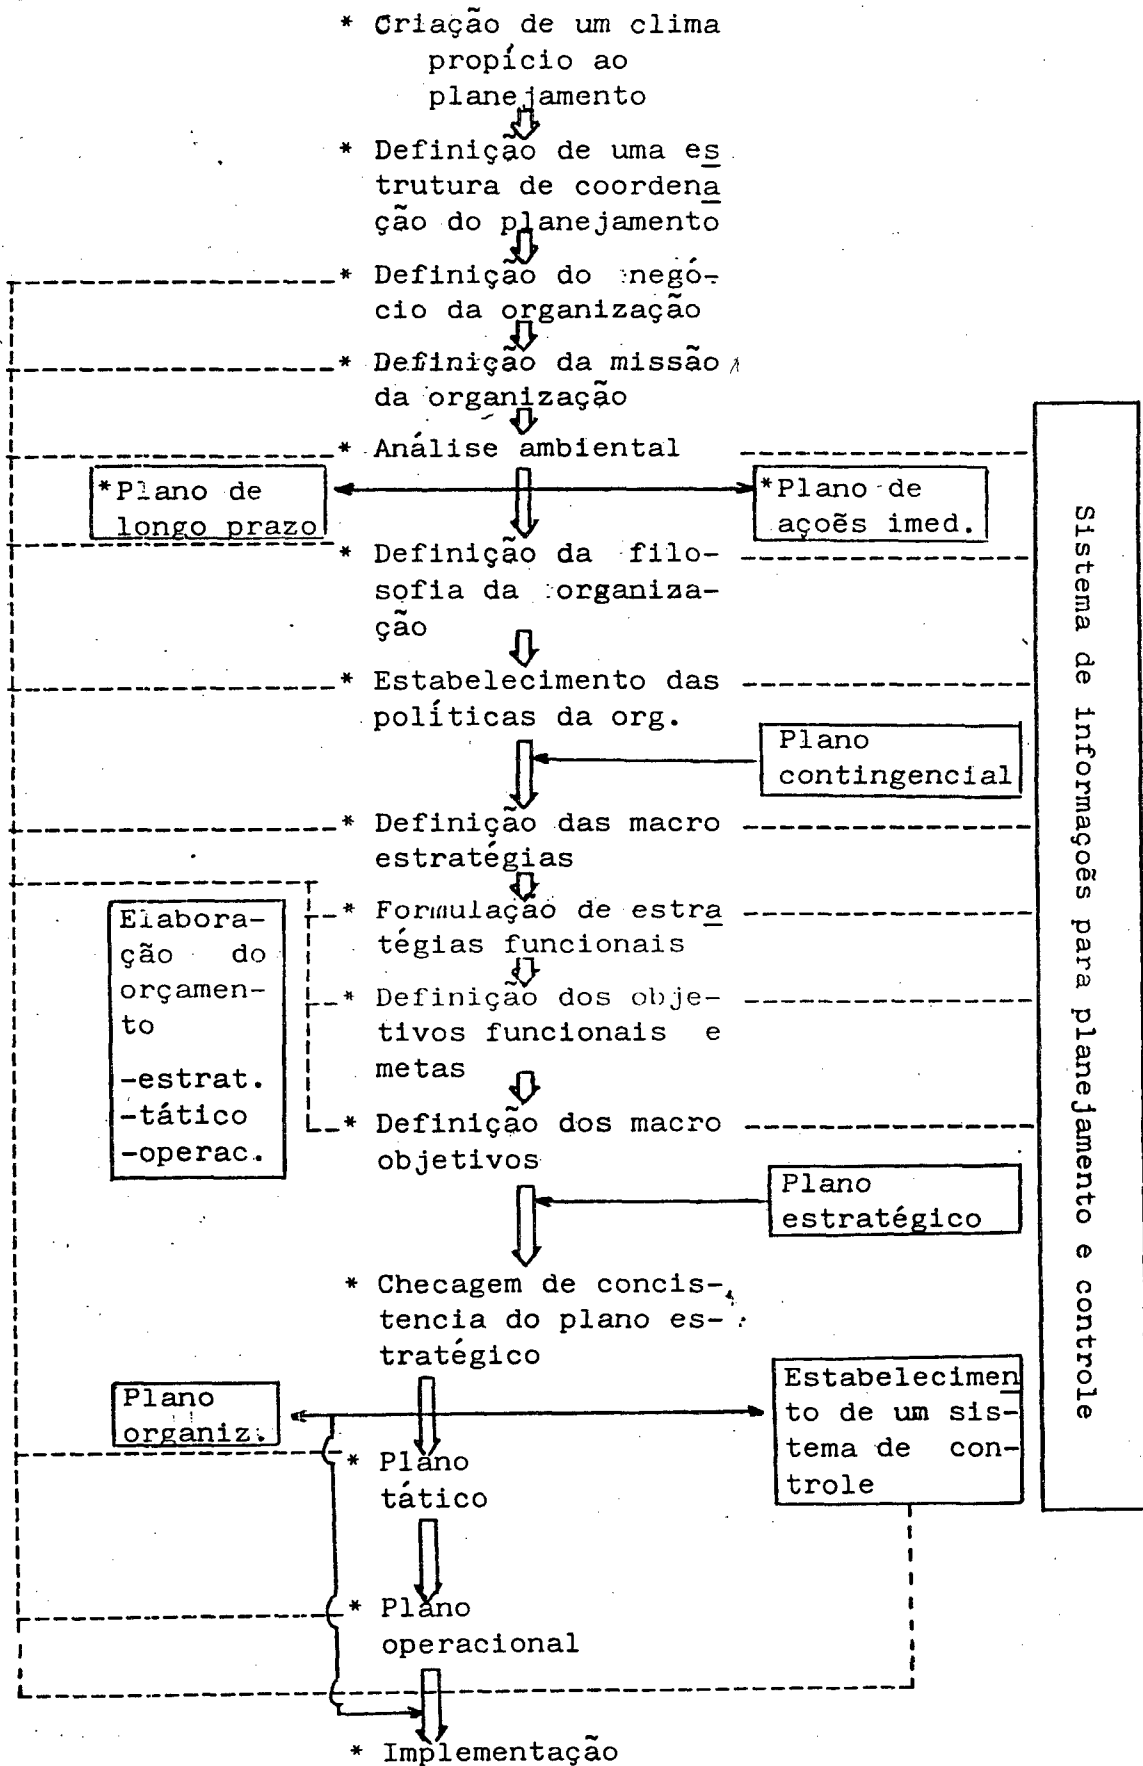 * Criação de um clima
propício ao
planejamento
* Definição de uma es
trutura de coordena
ção do planejamento
* Definição do negó-
cio da organização
* Definição da missão
da organização
* Análise ambiental
*Plano de
longo prazo
*Plano de
açoẽs imed.
* Definição da filo-
sofia da organiza-
ção
* Estabelecimento das
políticas da org.
Plano
contingencial
* Definição das macro
estratégias
* Formulação de estra
tégias funcionais
* Definição dos obje-
tivos funcionais e
metas
* Definição dos macro
objetivos
Elabora-
ção do
orçamen-
to
-estrat.
-tático
-operac.
Plano
estratégico
* Checagem de concis-
tencia do plano es-
tratégico
Plano
organiz.
Estabelecimen
to de um sis-
tema de con-
trole
* Plano
tático
* Plano
operacional
* Implementação
Sistema de informaçoẽs para planejamento e controle